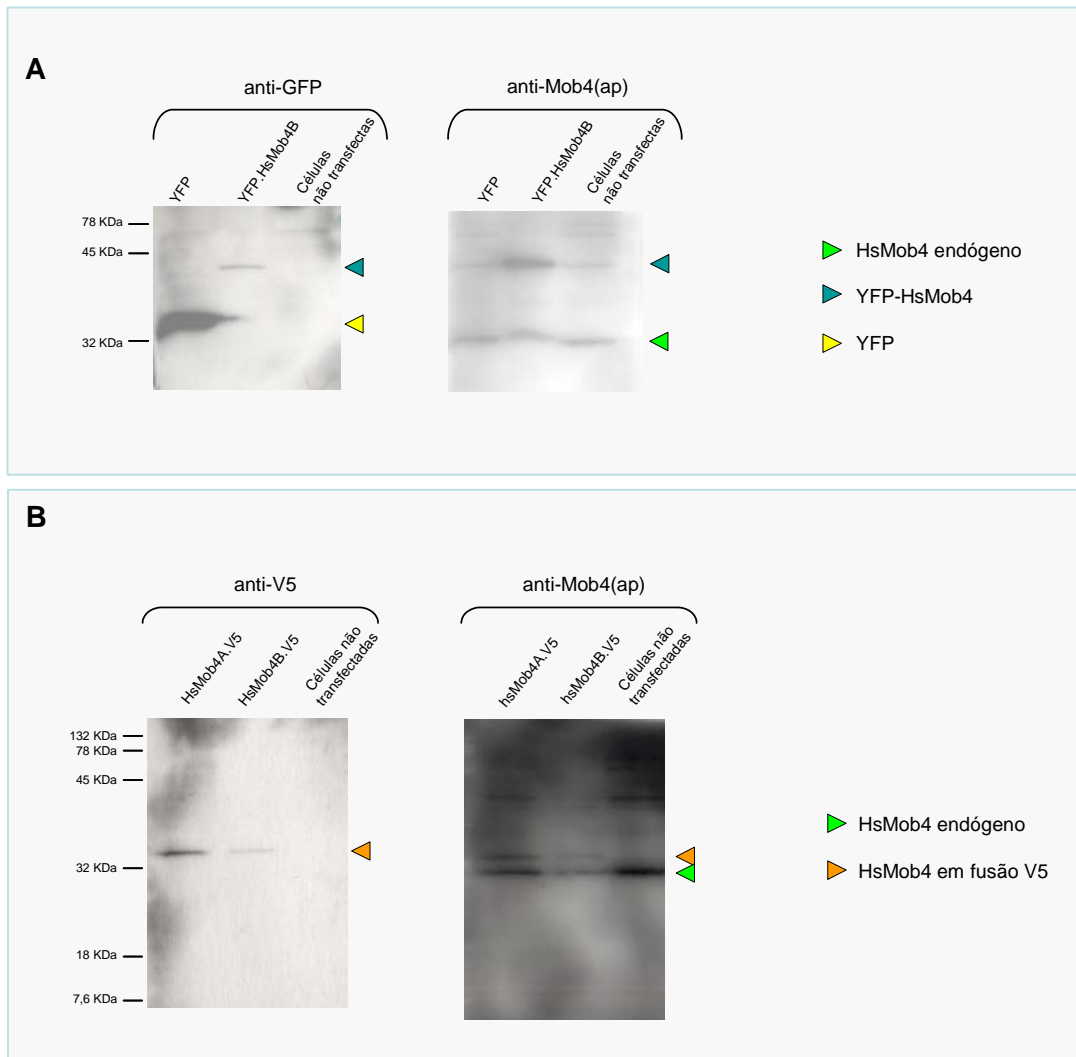 A
anti-GFP
anti-Mob4(ap)
YFP
YFP.HsMob4B
Células
não transfectas
YFP
YFP.HsMob4B
Células
não transfectas
78 KDa
45 KDa
32 KDa
HsMob4 endógeno
YFP-HsMob4
YFP
B
anti-V5
anti-Mob4(ap)
HsMob4A.V5
HsMob4B.V5
Células não
transfectadas
hsMob4A.V5
hsMob4B.V5
Células não
transfectadas
132 KDa
78 KDa
45 KDa
32 KDa
18 KDa
7,6 KDa
HsMob4 endógeno
HsMob4 em fusão V5